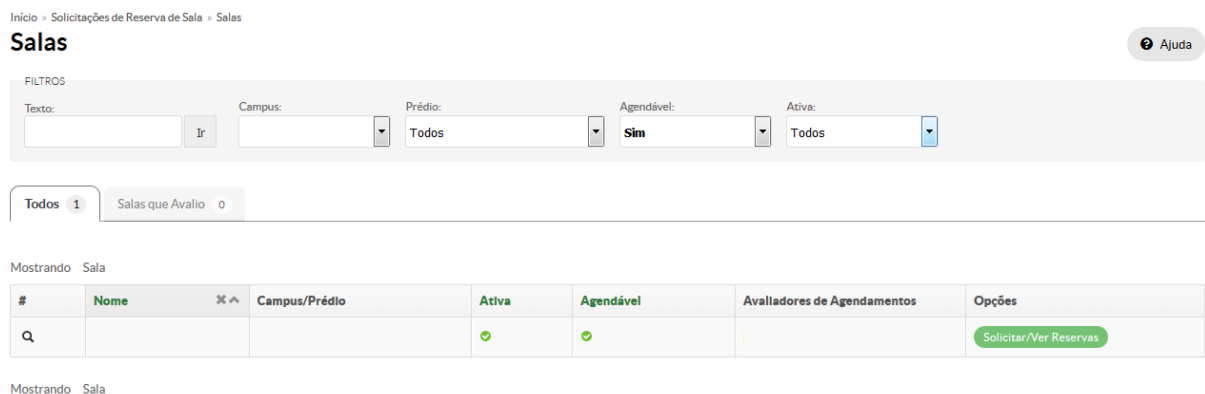 Início » Solicitações de Reserva de Sala » Salas
Salas
Ajuda
FILTROS
Texto: Campus: Prédio: Agendável: Ativa:
Ir Todos Sim Todos
Todos 1 Salas que Avalio 0
Mostrando Sala
# Nome Campus/Prédio Ativa Agendável Avaliadores de Agendamentos Opções
Solicitar/Ver Reservas
Mostrando Sala